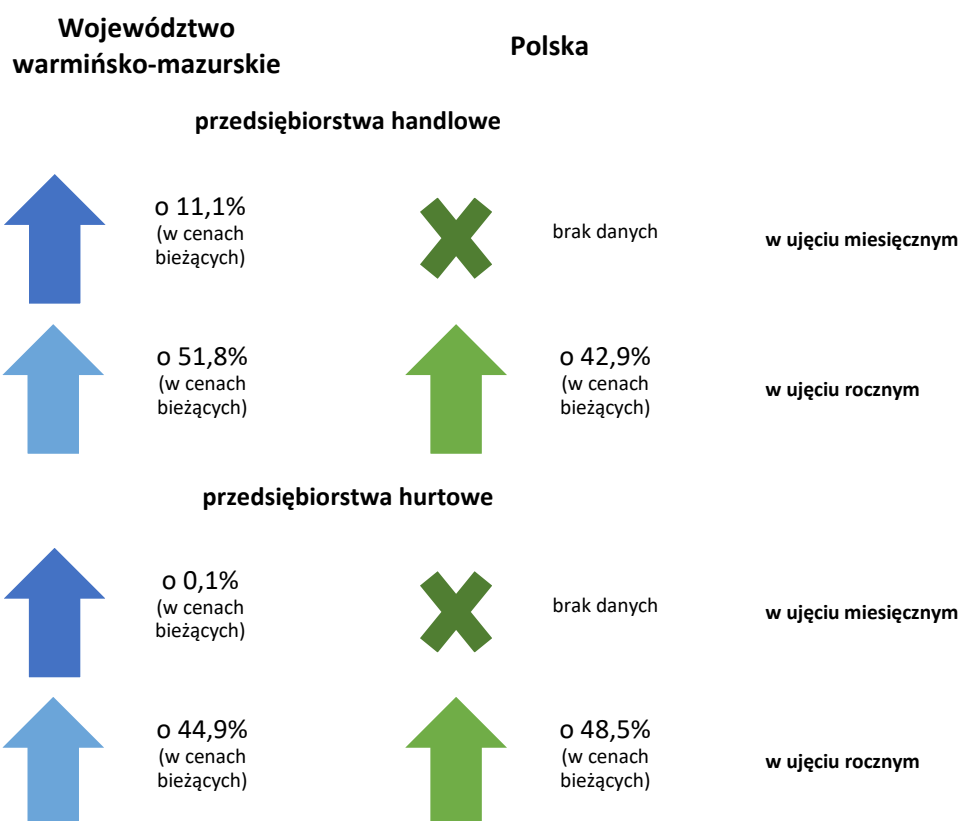 Województwo
warmińsko-mazurskie
Polska
przedsiębiorstwa handlowe
o 11,1%
(w cenach
bieżących)
brak danych
w ujęciu miesięcznym
o 51,8%
(w cenach
bieżących)
o 42,9%
(w cenach
bieżących)
w ujęciu rocznym
przedsiębiorstwa hurtowe
o 0,1%
(w cenach
bieżących)
brak danych
w ujęciu miesięcznym
o 44,9%
(w cenach
bieżących)
o 48,5%
(w cenach
bieżących)
w ujęciu rocznym